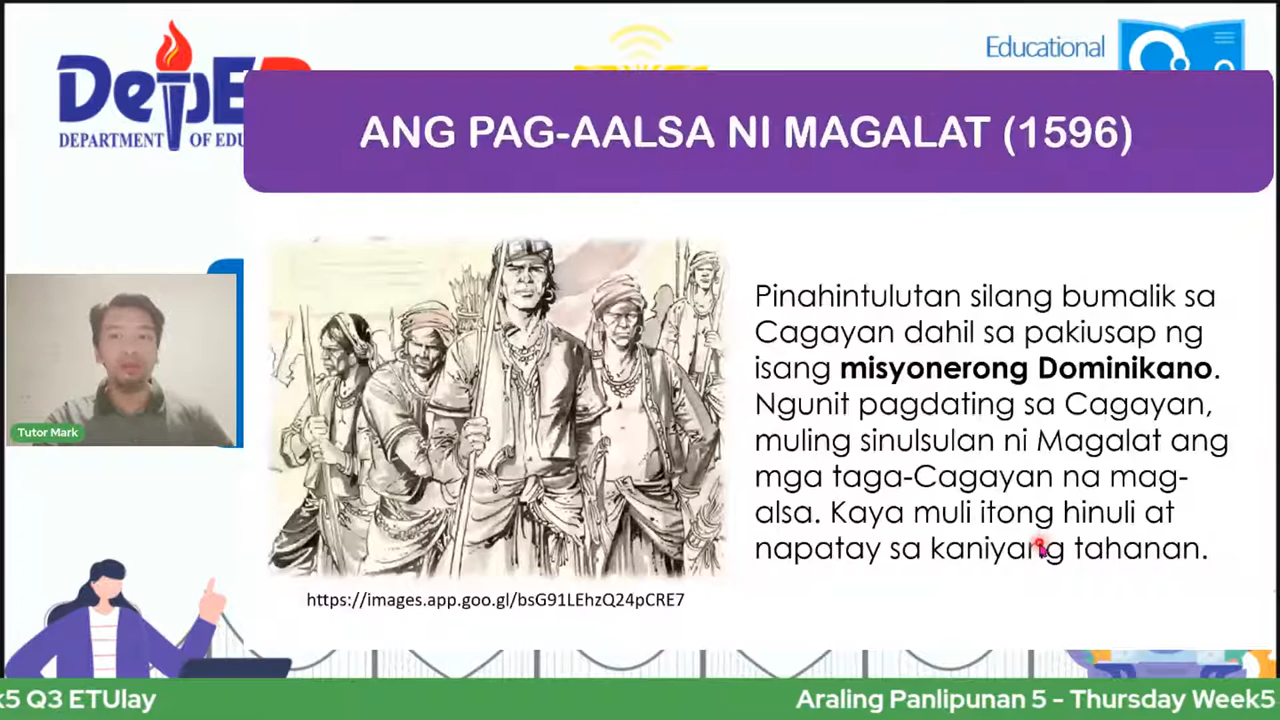 DepE
DEPARTMENT OF EDU
Educational
ANG PAG-AALSA NI MAGALAT (1596)
Pinahintulutan silang bumalik sa
Cagayan dahil sa pakiusap ng
isang misyonerong Dominikano.
Ngunit pagdating sa Cagayan,
muling sinulsulan ni Magalat ang
mga taga-Cagayan na mag-
alsa. Kaya muli itong hinuli at
napatay sa kaniyang tahanan.
Tutor Mark
https://images.app.goo.gl/bsG91LEhzQ24pCRE7
k5 Q3 ETUlay
Araling Panlipunan 5 - Thursday Week5